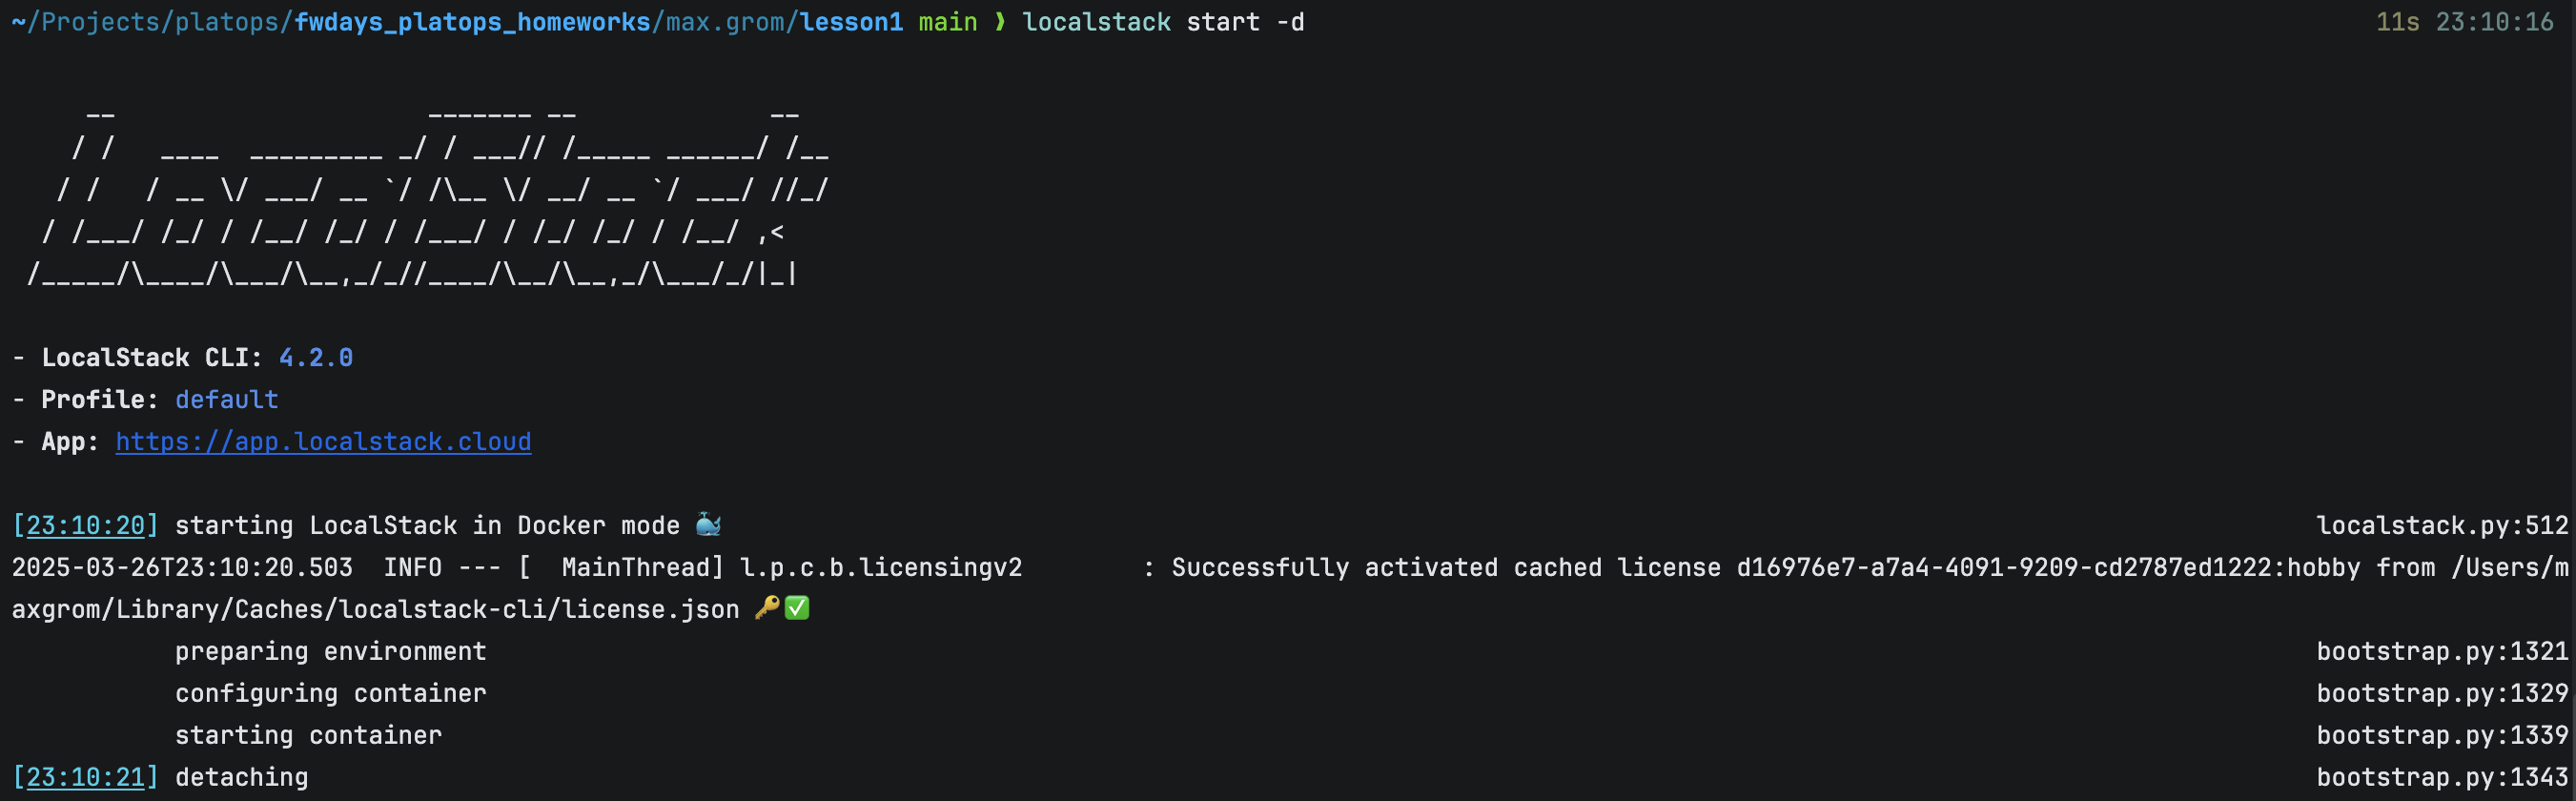 ~/Projects/platops/fwdays_platops_homeworks/max.grom/lesson1 main ❯ localstack start -d 11s 23:10:16
     __                     _______ __             __
    / /   ____  _________ _/ / ___// /_____ ______/ /__
   / /   / __ \/ ___/ __ `/ /\__ \/ __/ __ `/ ___/ //_/
  / /___/ /_/ / /__/ /_/ / /___/ / /_/ /_/ / /__/ ,<
 /_____/\____/\___/\__,_/_//____/\__/\__,_/\___/_/|_|
- LocalStack CLI: 4.2.0
- Profile: default
- App: https://app.localstack.cloud
[23:10:20] starting LocalStack in Docker mode 🐳 localstack.py:512
2025-03-26T23:10:20.503  INFO --- [  MainThread] l.p.c.b.licensingv2        : Successfully activated cached license d16976e7-a7a4-4091-9209-cd2787ed1222:hobby from /Users/m
axgrom/Library/Caches/localstack-cli/license.json 🔑✅
preparing environment bootstrap.py:1321
configuring container bootstrap.py:1329
starting container bootstrap.py:1339
[23:10:21] detaching bootstrap.py:1343